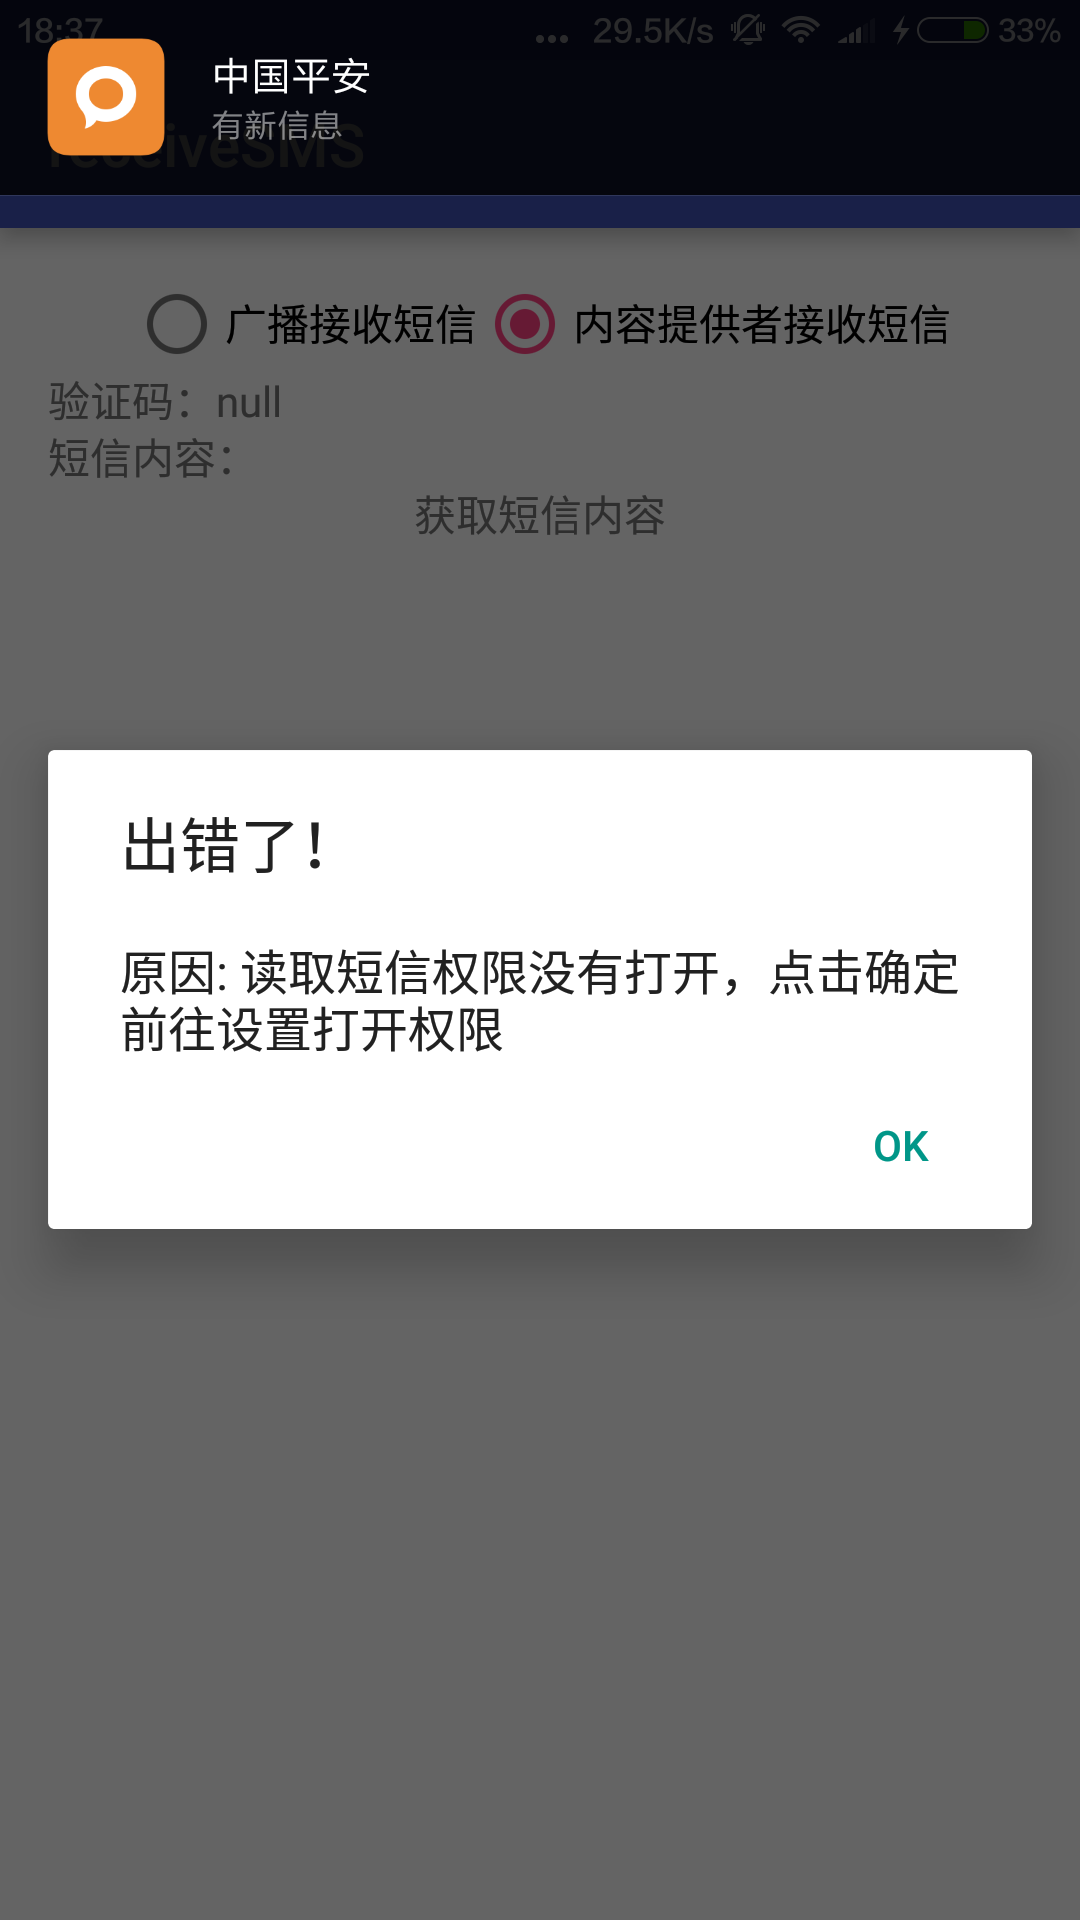 18:37
29.5K/s
33%
中国平安
有新信息
receiveSMS
广播接收短信
内容提供者接收短信
验证码：null
短信内容：
获取短信内容
出错了！
原因: 读取短信权限没有打开，点击确定
前往设置打开权限
OK